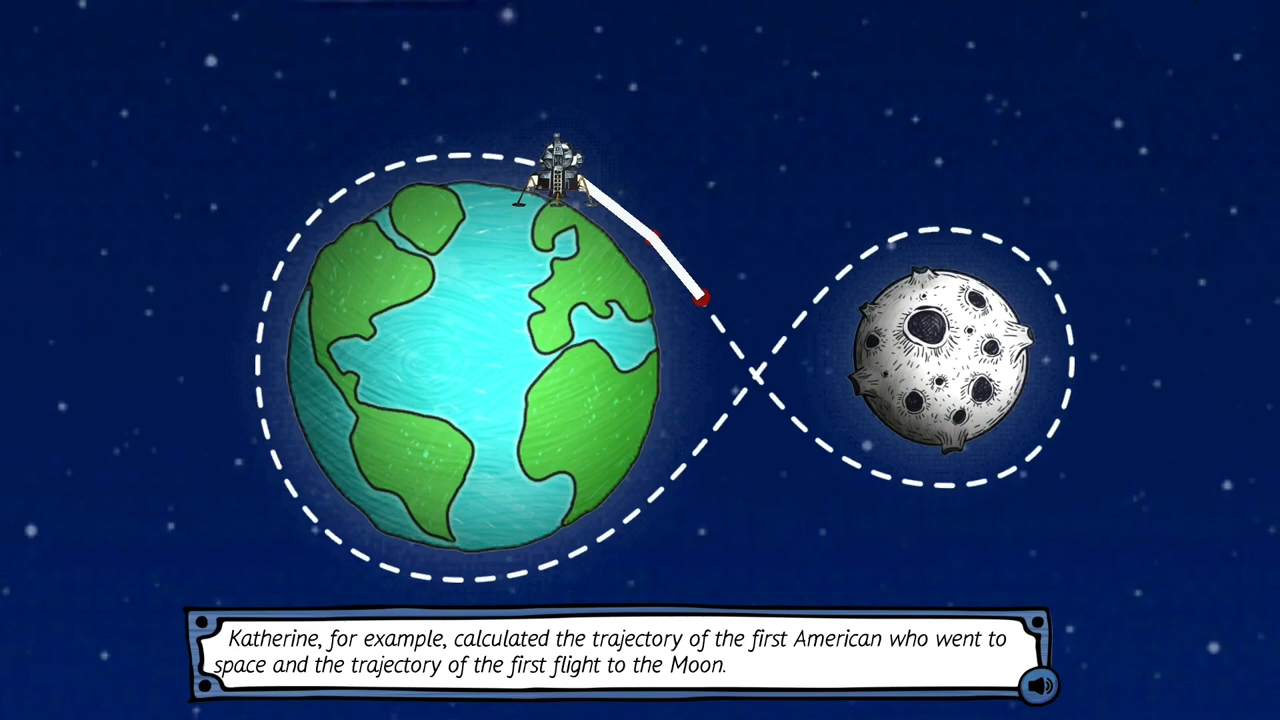 Katherine, for example, calculated the trajectory of the first American who went to
space and the trajectory of the first flight to the Moon.